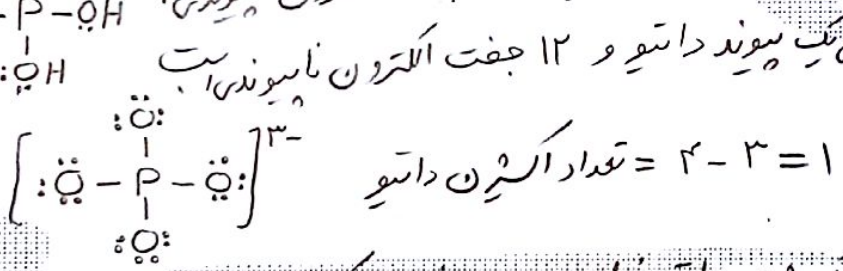 P–OH
:OH یک پیوند داتیو و ۱۲ جفت الکترون ناپیوندی است
[:O–P–O:]۳– تعداد اکسیژن داتیو = ۴ – ۳ = ۱
:O:
:O: